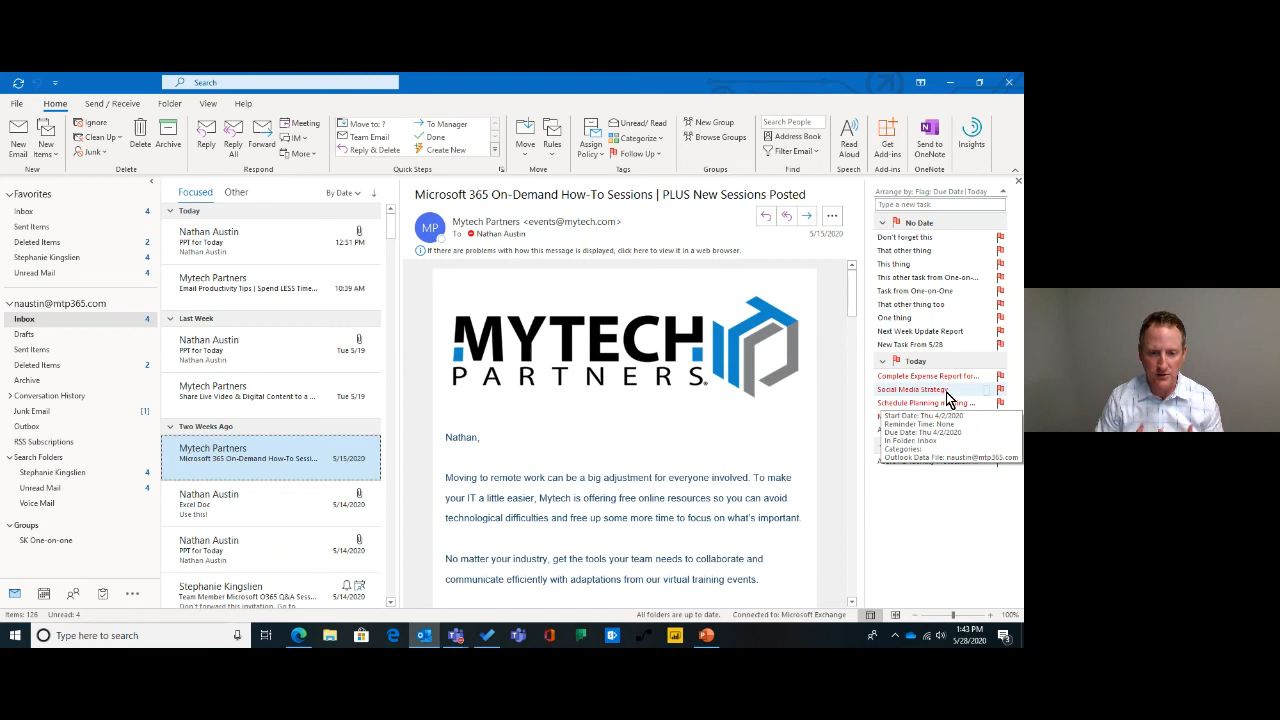 Search
File Home Send / Receive Folder View Help
New Email
New Items
Ignore
Clean Up
Junk
Delete
Archive
Reply
Reply All
Forward
Meeting
IM
More
Move to: ?
Team Email
Reply & Delete
To Manager
Done
Create New
Move
Rules
Assign Policy
Unread/ Read
Categorize
Follow Up
New Group
Browse Groups
Search People
Address Book
Filter Email
Read Aloud
Get Add-ins
Send to OneNote
Insights
New Delete Respond Quick Steps Move Tags Groups Find Speech Add-ins OneNote
Favorites
Inbox 4
Sent Items
Deleted Items 2
Stephanie Kingslien
Unread Mail 4
naustin@mtp365.com
Inbox 4
Drafts
Sent Items
Deleted Items 2
Archive
Conversation History
Junk Email [1]
Outbox
RSS Subscriptions
Search Folders
Stephanie Kingslien
Unread Mail 4
Voice Mail
Groups
SK One-on-one
Focused Other By Date
Today
Nathan Austin
PPT for Today 12:51 PM
Nathan Austin
Mytech Partners
Email Productivity Tips | Spend LESS Time... 10:39 AM
Last Week
Nathan Austin
PPT for Today Tue 5/19
Nathan Austin
Mytech Partners
Share Live Video & Digital Content to a ... Tue 5/19
Two Weeks Ago
Mytech Partners
Microsoft 365 On-Demand How-To Sessi... 5/15/2020
Nathan Austin
Excel Doc 5/14/2020
Use this!
Nathan Austin
PPT for Today 5/14/2020
Nathan Austin
Stephanie Kingslien
Team Member Microsoft O365 Q&A Sess... 5/14/2020
Don't forward this invitation. Go to
Microsoft 365 On-Demand How-To Sessions | PLUS New Sessions Posted
MP
Mytech Partners <events@mytech.com>
To Nathan Austin
5/15/2020
If there are problems with how this message is displayed, click here to view it in a web browser.
MYTECH
PARTNERS®
Nathan,
Moving to remote work can be a big adjustment for everyone involved. To make
your IT a little easier, Mytech is offering free online resources so you can avoid
technological difficulties and free up some more time to focus on what's important.
No matter your industry, get the tools your team needs to collaborate and
communicate efficiently with adaptations from our virtual training events.
Arrange by: Flag: Due Date | Today
Type a new task
No Date
Don't forget this
That other thing
This thing
This other task from One-on-...
Task from One-on-One
That other thing too
One thing
Next Week Update Report
New Task From 5/28
Today
Complete Expense Report for...
Social Media Strategy
Schedule Planning
Start Date: Thu 4/2/2020
Reminder Time: None
Due Date: Thu 4/2/2020
In Folder: Inbox
Categories:
Outlook Data File: naustin@mtp365.com
Items: 126 Unread: 4 All folders are up to date. Connected to: Microsoft Exchange 100%
Type here to search
1:43 PM
5/28/2020
3